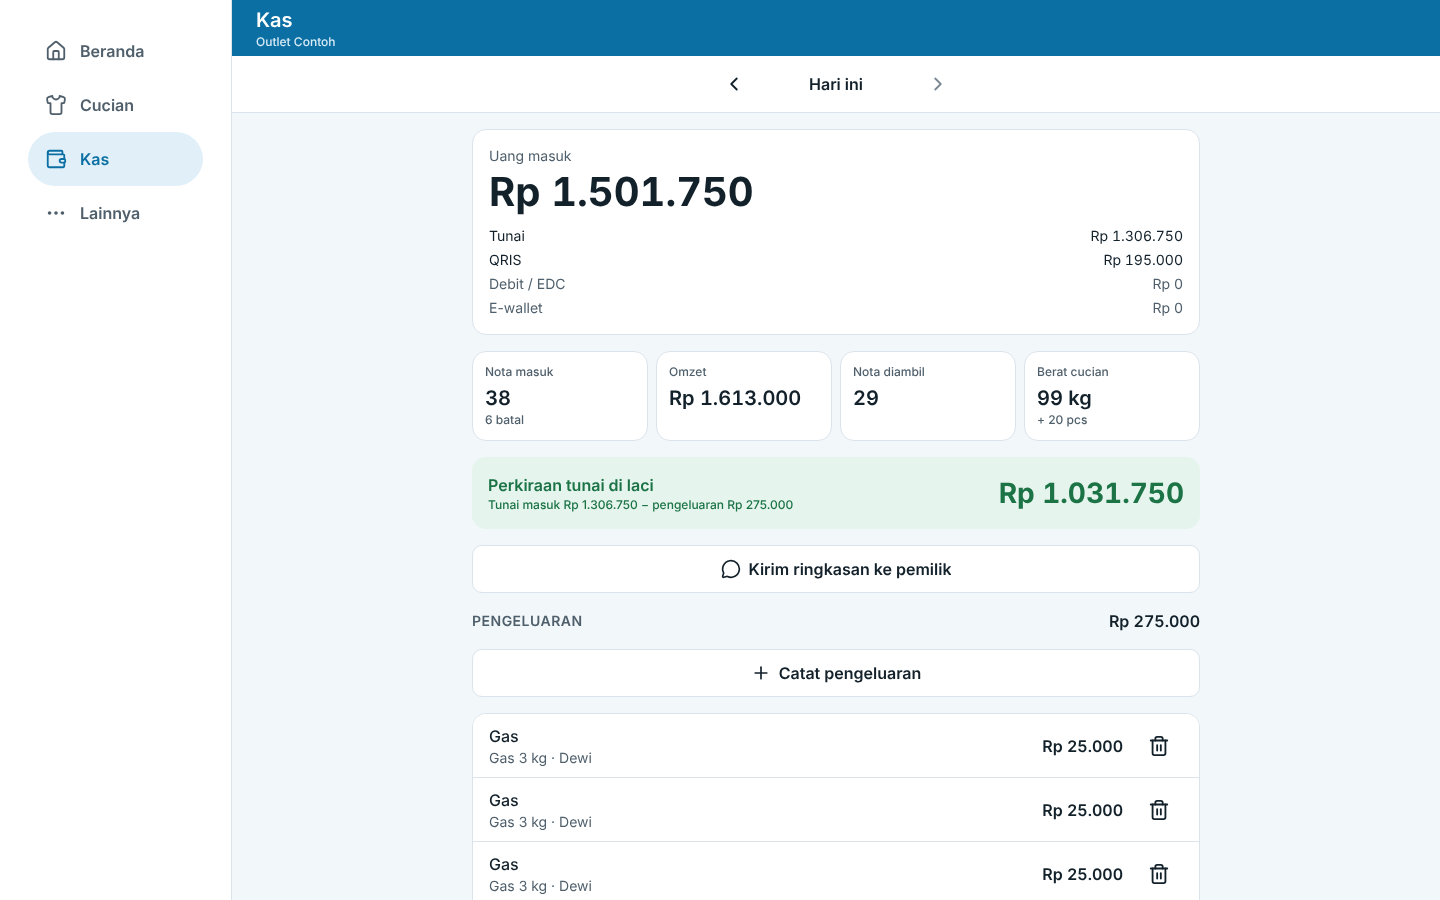 Kas
Outlet Contoh
Beranda
Cucian
Kas
Lainnya
Hari ini
Uang masuk
Rp 1.501.750
Tunai Rp 1.306.750
QRIS Rp 195.000
Debit / EDC Rp 0
E-wallet Rp 0
Nota masuk
38
6 batal
Omzet
Rp 1.613.000
Nota diambil
29
Berat cucian
99 kg
+ 20 pcs
Perkiraan tunai di laci
Tunai masuk Rp 1.306.750 − pengeluaran Rp 275.000
Rp 1.031.750
Kirim ringkasan ke pemilik
PENGELUARAN Rp 275.000
Catat pengeluaran
Gas
Gas 3 kg · Dewi
Rp 25.000
Gas
Gas 3 kg · Dewi
Rp 25.000
Gas
Gas 3 kg · Dewi
Rp 25.000